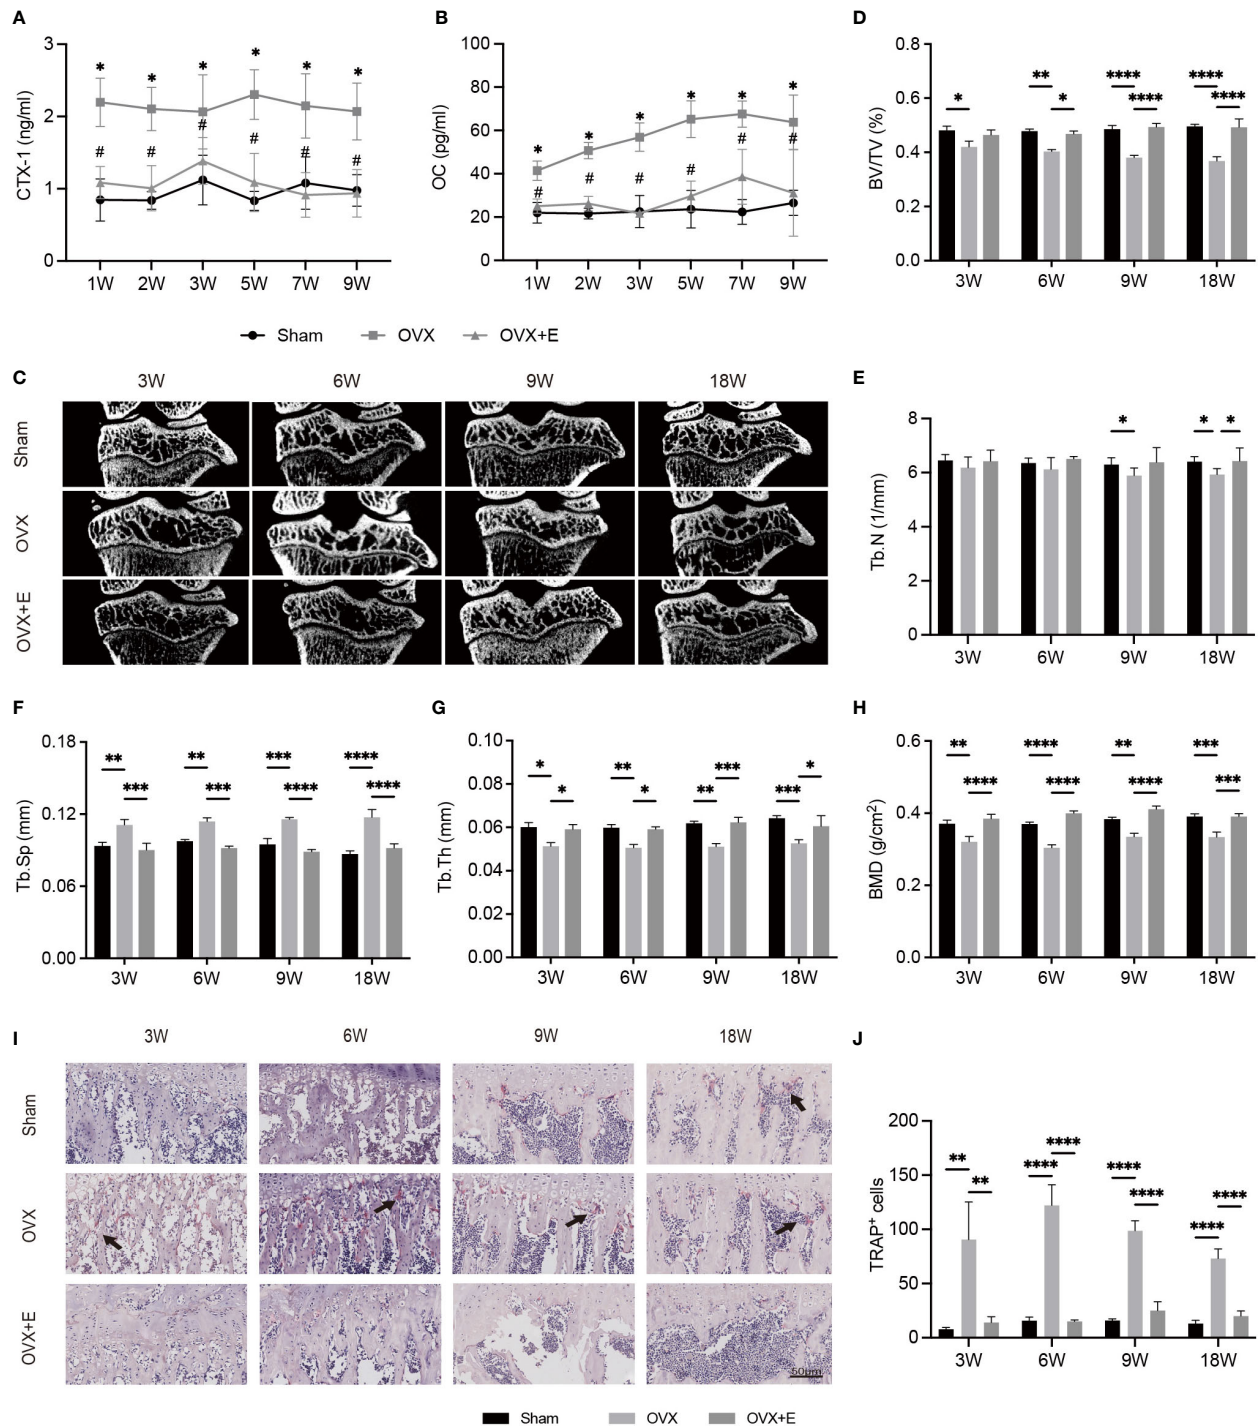 A
3
2
1
0
CTX-1 (ng/ml)
* * * * * *
# # # # # #
1W 2W 3W 5W 7W 9W
B
100
80
60
40
20
0
OC (pg/ml)
* * * * * *
# # # # # #
1W 2W 3W 5W 7W 9W
Sham OVX OVX+E
D
0.8
0.6
0.4
0.2
0.0
BV/TV (%)
** **** ****
* * **** ****
3W 6W 9W 18W
C
3W 6W 9W 18W
Sham
OVX
OVX+E
E
8
6
4
2
0
Tb.N (1/mm)
* * *
3W 6W 9W 18W
F
0.18
0.12
0.06
0.00
Tb.Sp (mm)
** ** *** ****
*** *** **** ****
3W 6W 9W 18W
G
0.10
0.08
0.06
0.04
0.02
0.00
Tb.Th (mm)
* ** *** *
* * ** ***
3W 6W 9W 18W
H
0.6
0.4
0.2
0.0
BMD (g/cm²)
** **** ** ***
**** **** **** ***
3W 6W 9W 18W
I
3W 6W 9W 18W
Sham
OVX
OVX+E
50μm
J
200
150
100
50
0
TRAP⁺ cells
** **** **** ****
** **** **** ****
3W 6W 9W 18W
Sham OVX OVX+E